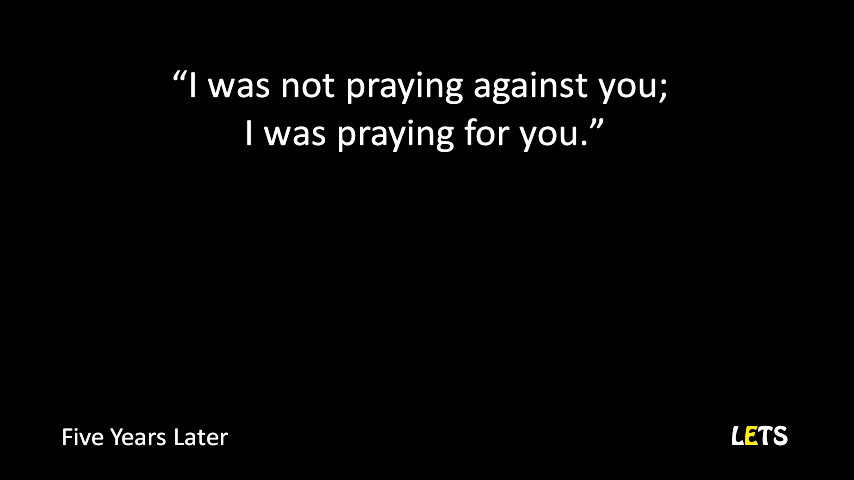 “I was not praying against you;
I was praying for you.”
Five Years Later
LETS